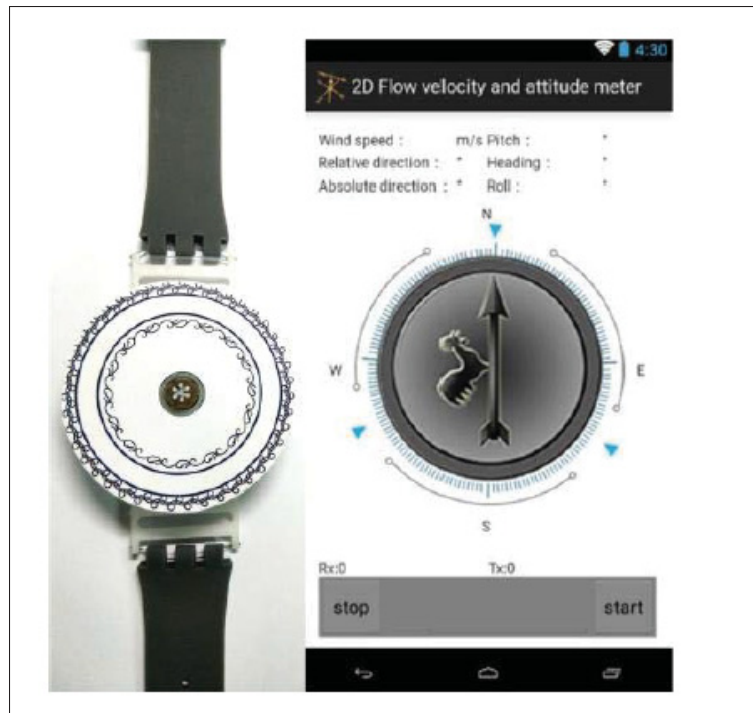 4:30
2D Flow velocity and attitude meter
Wind speed : m/s Pitch : °
Relative direction : ° Heading : °
Absolute direction : ° Roll : °
N
W E
S
Rx:0 Tx:0
stop start